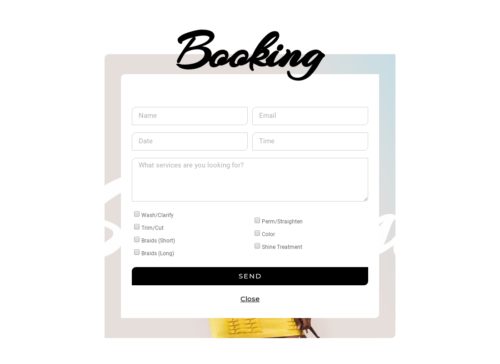 Booking
Name Email
Date Time
What services are you looking for?
Wash/Clarify
Trim/Cut
Braids (Short)
Braids (Long)
Perm/Straighten
Color
Shine Treatment
SEND
Close